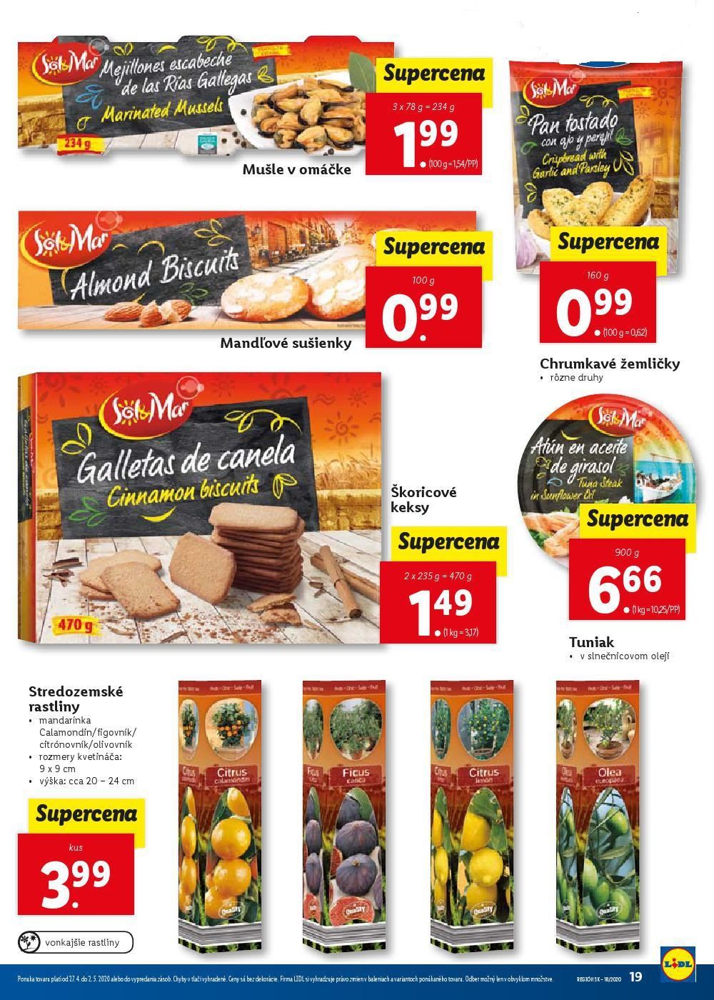 Sol&Mar
Mejillones escabeche
de las Rías Gallegas
Marinated Mussels
234 g
Supercena
3 x 78 g = 234 g
1.99
(100 g = 1,54/PP)
Mušle v omáčke
Sol&Mar
Pan tostado
con ajo y perejil
Crispbread with
Garlic and Parsley
Supercena
160 g
0.99
(100 g = 0,62)
Chrumkavé žemličky
• rôzne druhy
Sol&Mar
Almond Biscuits
Supercena
100 g
0.99
Mandľové sušienky
Sol&Mar
Galletas de canela
Cinnamon biscuits
470 g
Škoricové
keksy
Supercena
2 x 235 g = 470 g
1.49
(1 kg = 3,17)
Sol&Mar
Atún en aceite
de girasol
Tuna Steak
in Sunflower Oil
Supercena
900 g
6.66
(1 kg = 10,25/PP)
Tuniak
• v slnečnicovom oleji
Stredozemské
rastliny
• mandarínka
Calamondin/figovník/
citrónovník/olivovník
• rozmery kvetináča:
9 x 9 cm
• výška: cca 20 – 24 cm
Supercena
kus
3.99
vonkajšie rastliny
Citrus
calamondin
Quality
Ficus
carica
Quality
Citrus
limon
Quality
Olea
europaea
Quality
Ponuka tovaru platí od 27. 4. do 2. 5. 2020 alebo do vypredania zásob. Chyby v tlači vyhradené. Ceny sú bez dekorácie. Firma LIDL si vyhradzuje právo zmien v baleniach a variantoch ponúkaného tovaru. Odber možný len v obvyklom množstve.
REGIÓN SK – 18/2020
19
LIDL